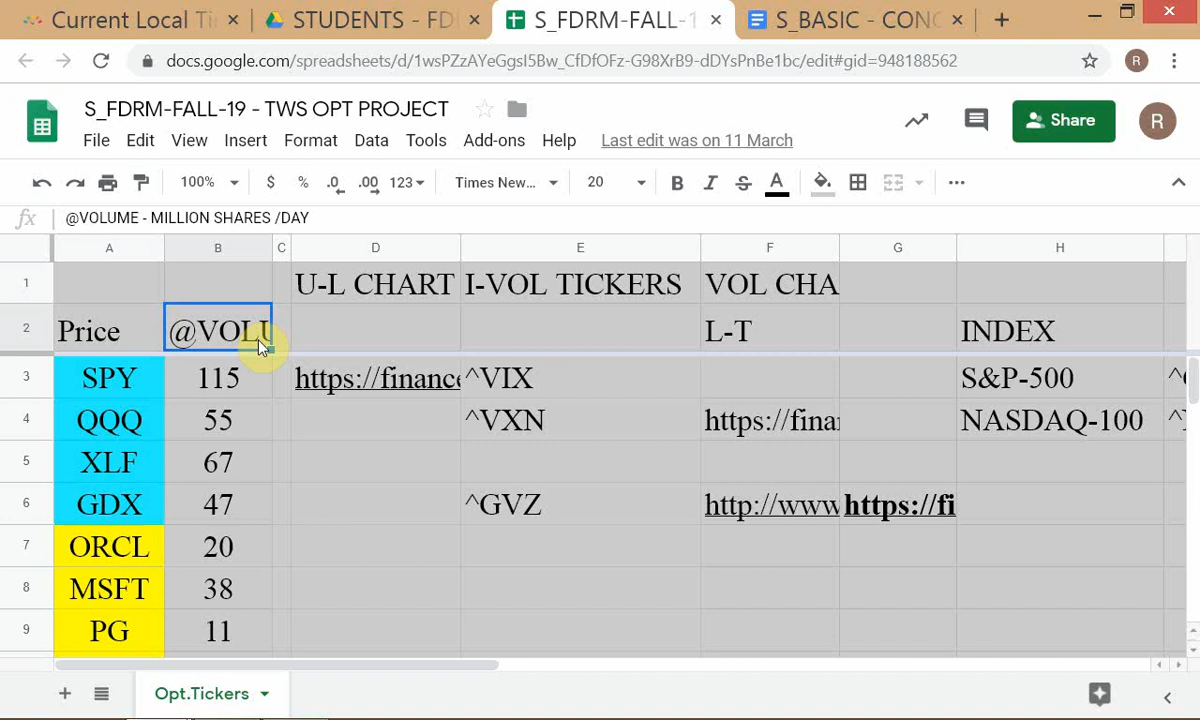 Current Local Ti
STUDENTS - FD
S_FDRM-FALL-1
S_BASIC - CONC
docs.google.com/spreadsheets/d/1wsPZzAYeGgsI5Bw_CfDfOFz-G98XrB9-dDYsPnBe1bc/edit#gid=948188562
R
S_FDRM-FALL-19 - TWS OPT PROJECT
Share
R
File Edit View Insert Format Data Tools Add-ons Help Last edit was on 11 March
100% $ % .0 .00 123 Times New... 20 B I S A
fx @VOLUME - MILLION SHARES /DAY
A B C D E F G H
1 U-L CHART I-VOL TICKERS VOL CHA
2 Price @VOLU L-T INDEX
3 SPY 115 https://finance ^VIX S&P-500
4 QQQ 55 ^VXN https://finan NASDAQ-100
5 XLF 67
6 GDX 47 ^GVZ http://www https://fi
7 ORCL 20
8 MSFT 38
9 PG 11
Opt.Tickers